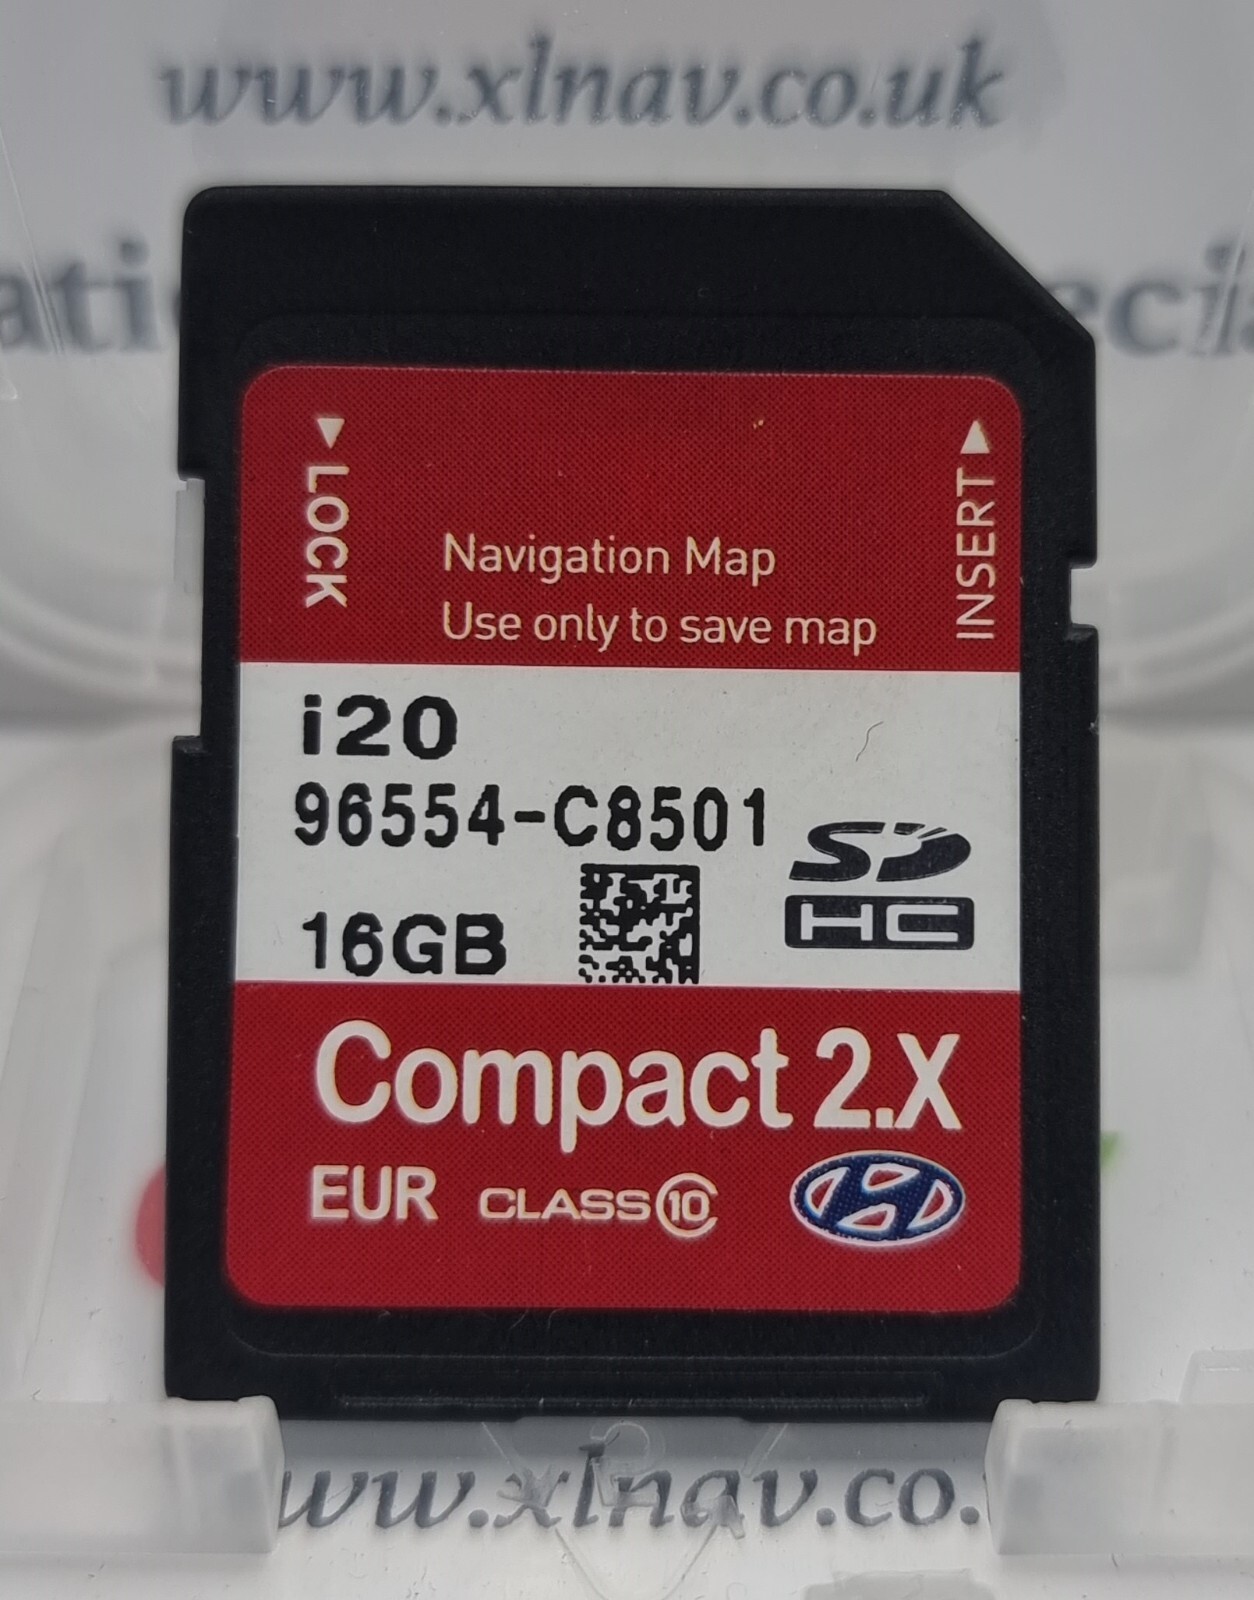 www.xlnav.co.uk
LOCK
INSERT
Navigation Map
Use only to save map
i20
96554-C8501
16GB
SD
HC
Compact 2.X
EUR CLASS 10
www.xlnav.co.